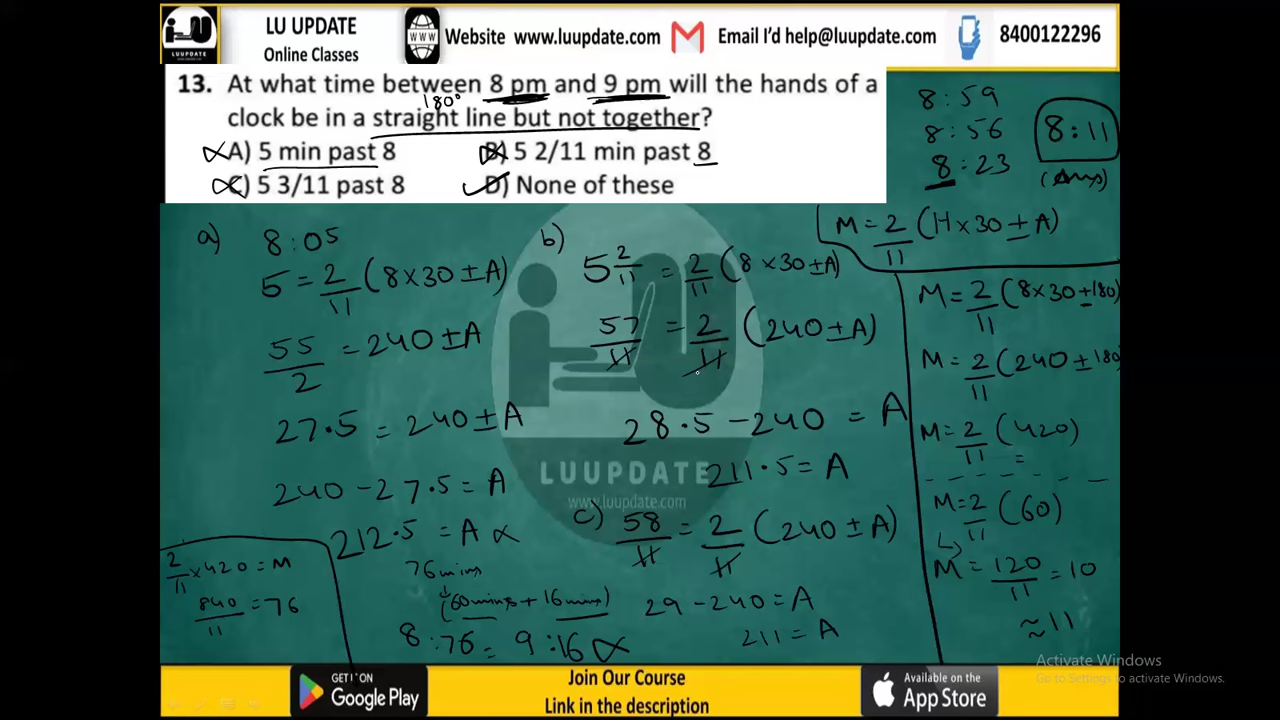 LU UPDATE
Online Classes
LUUPDATE
WWW
Website www.luupdate.com
Email I'd help@luupdate.com
8400122296
13. At what time between 8 pm and 9 pm will the hands of a
180°
clock be in a straight line but not together?
A) 5 min past 8
B) 5 2/11 min past 8
C) 5 3/11 past 8
D) None of these
8:59
8:56
8:23
8:11
(Ans)
M = 2/11 (H × 30 ± A)
a) 8:05
5 = 2/11 (8 × 30 ± A)
55/2 = 240 ± A
27.5 = 240 ± A
240 - 27.5 = A
212.5 = A ×
b)
5 2/11 = 2/11 (8 × 30 ± A)
57/11 = 2/11 (240 ± A)
28.5 - 240 = A
211.5 = A
c) 58/11 = 2/11 (240 ± A)
29 - 240 = A
211 = A
M = 2/11 (8 × 30 ± 180)
M = 2/11 (240 ± 180
M = 2/11 (420)
M = 2/11 (60)
M = 120/11 = 10
≈ 11
2/11 × 420 = M
840/11 = 76
76 mins
(60 mins + 16 mins)
8:76 = 9:16 ×
LUUPDATE
www.luupdate.com
GET IT ON
Google Play
Join Our Course
Link in the description
Available on the
App Store
Activate Windows
Go to Settings to activate Windows.